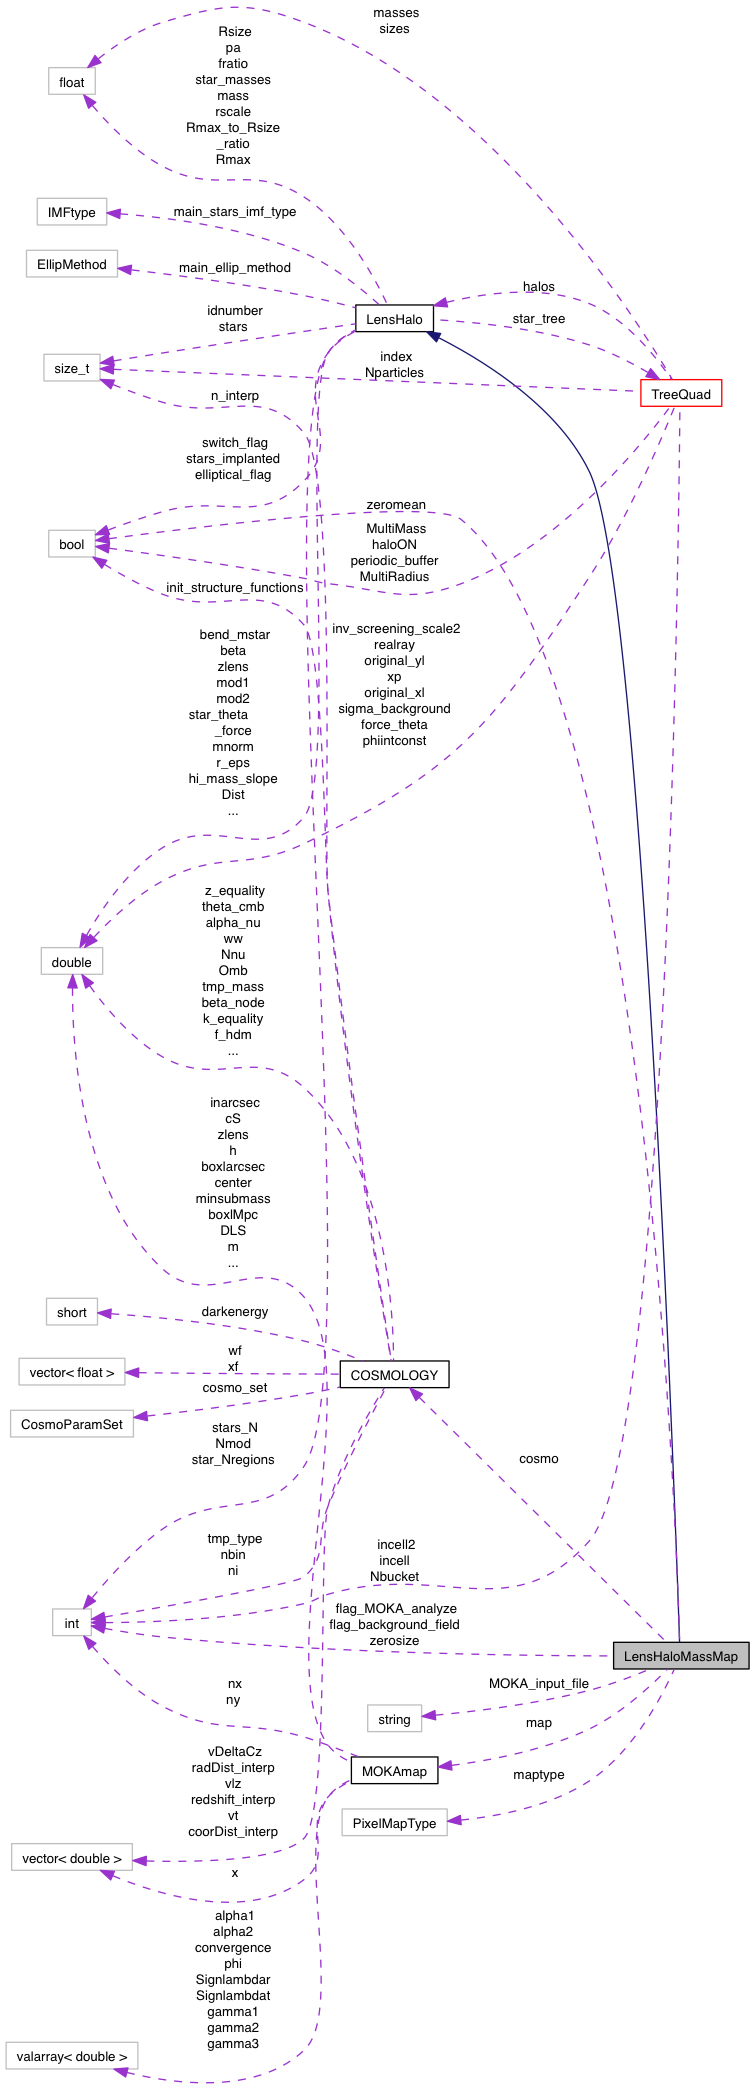 masses
sizes
Rsize
pa
fratio
star_masses
mass
rscale
Rmax_to_Rsize
_ratio
Rmax
float
IMFtype
main_stars_imf_type
EllipMethod
main_ellip_method
halos
idnumber
stars
LensHalo
star_tree
size_t
index
Nparticles
TreeQuad
n_interp
switch_flag
stars_implanted
elliptical_flag
zeromean
bool
MultiMass
haloON
periodic_buffer
MultiRadius
init_structure_functions
bend_mstar
beta
zlens
mod1
mod2
star_theta
_force
mnorm
r_eps
hi_mass_slope
Dist
...
inv_screening_scale2
realray
original_yl
xp
original_xl
sigma_background
force_theta
phiintconst
z_equality
theta_cmb
alpha_nu
ww
Nnu
Omb
tmp_mass
beta_node
k_equality
f_hdm
...
double
inarcsec
cS
zlens
h
boxlarcsec
center
minsubmass
boxlMpc
DLS
m
...
short
darkenergy
vector< float >
wf
xf
COSMOLOGY
CosmoParamSet
cosmo_set
stars_N
Nmod
star_Nregions
cosmo
tmp_type
nbin
ni
incell2
incell
Nbucket
int
flag_MOKA_analyze
flag_background_field
zerosize
LensHaloMassMap
nx
ny
MOKA_input_file
string
map
vDeltaCz
radDist_interp
vlz
redshift_interp
vt
coorDist_interp
MOKAmap
maptype
PixelMapType
vector< double >
x
alpha1
alpha2
convergence
phi
Signlambdar
Signlambdat
gamma1
gamma2
gamma3
valarray< double >